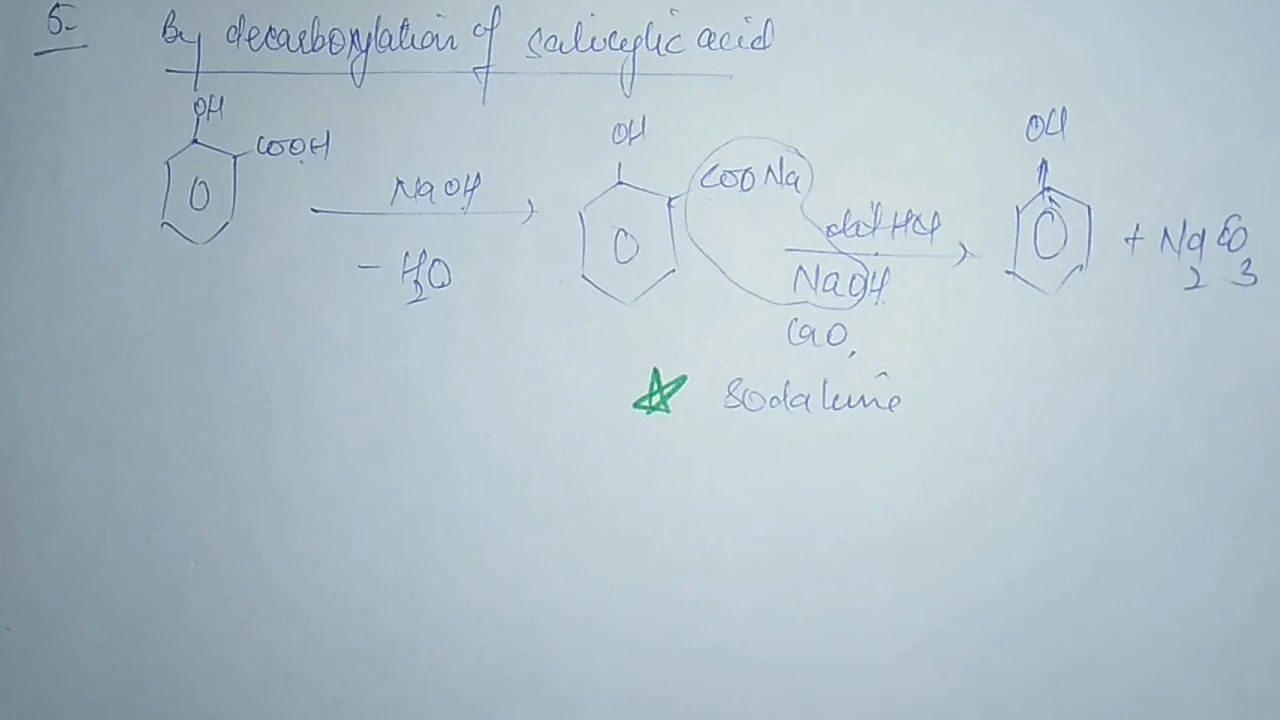 5- By decarboxylation of salicylic acid
OH
COOH
NaOH
- H2O
OH
COONa
dil HCl
NaOH
CaO,
OH
+ Na2CO3
Sodalime